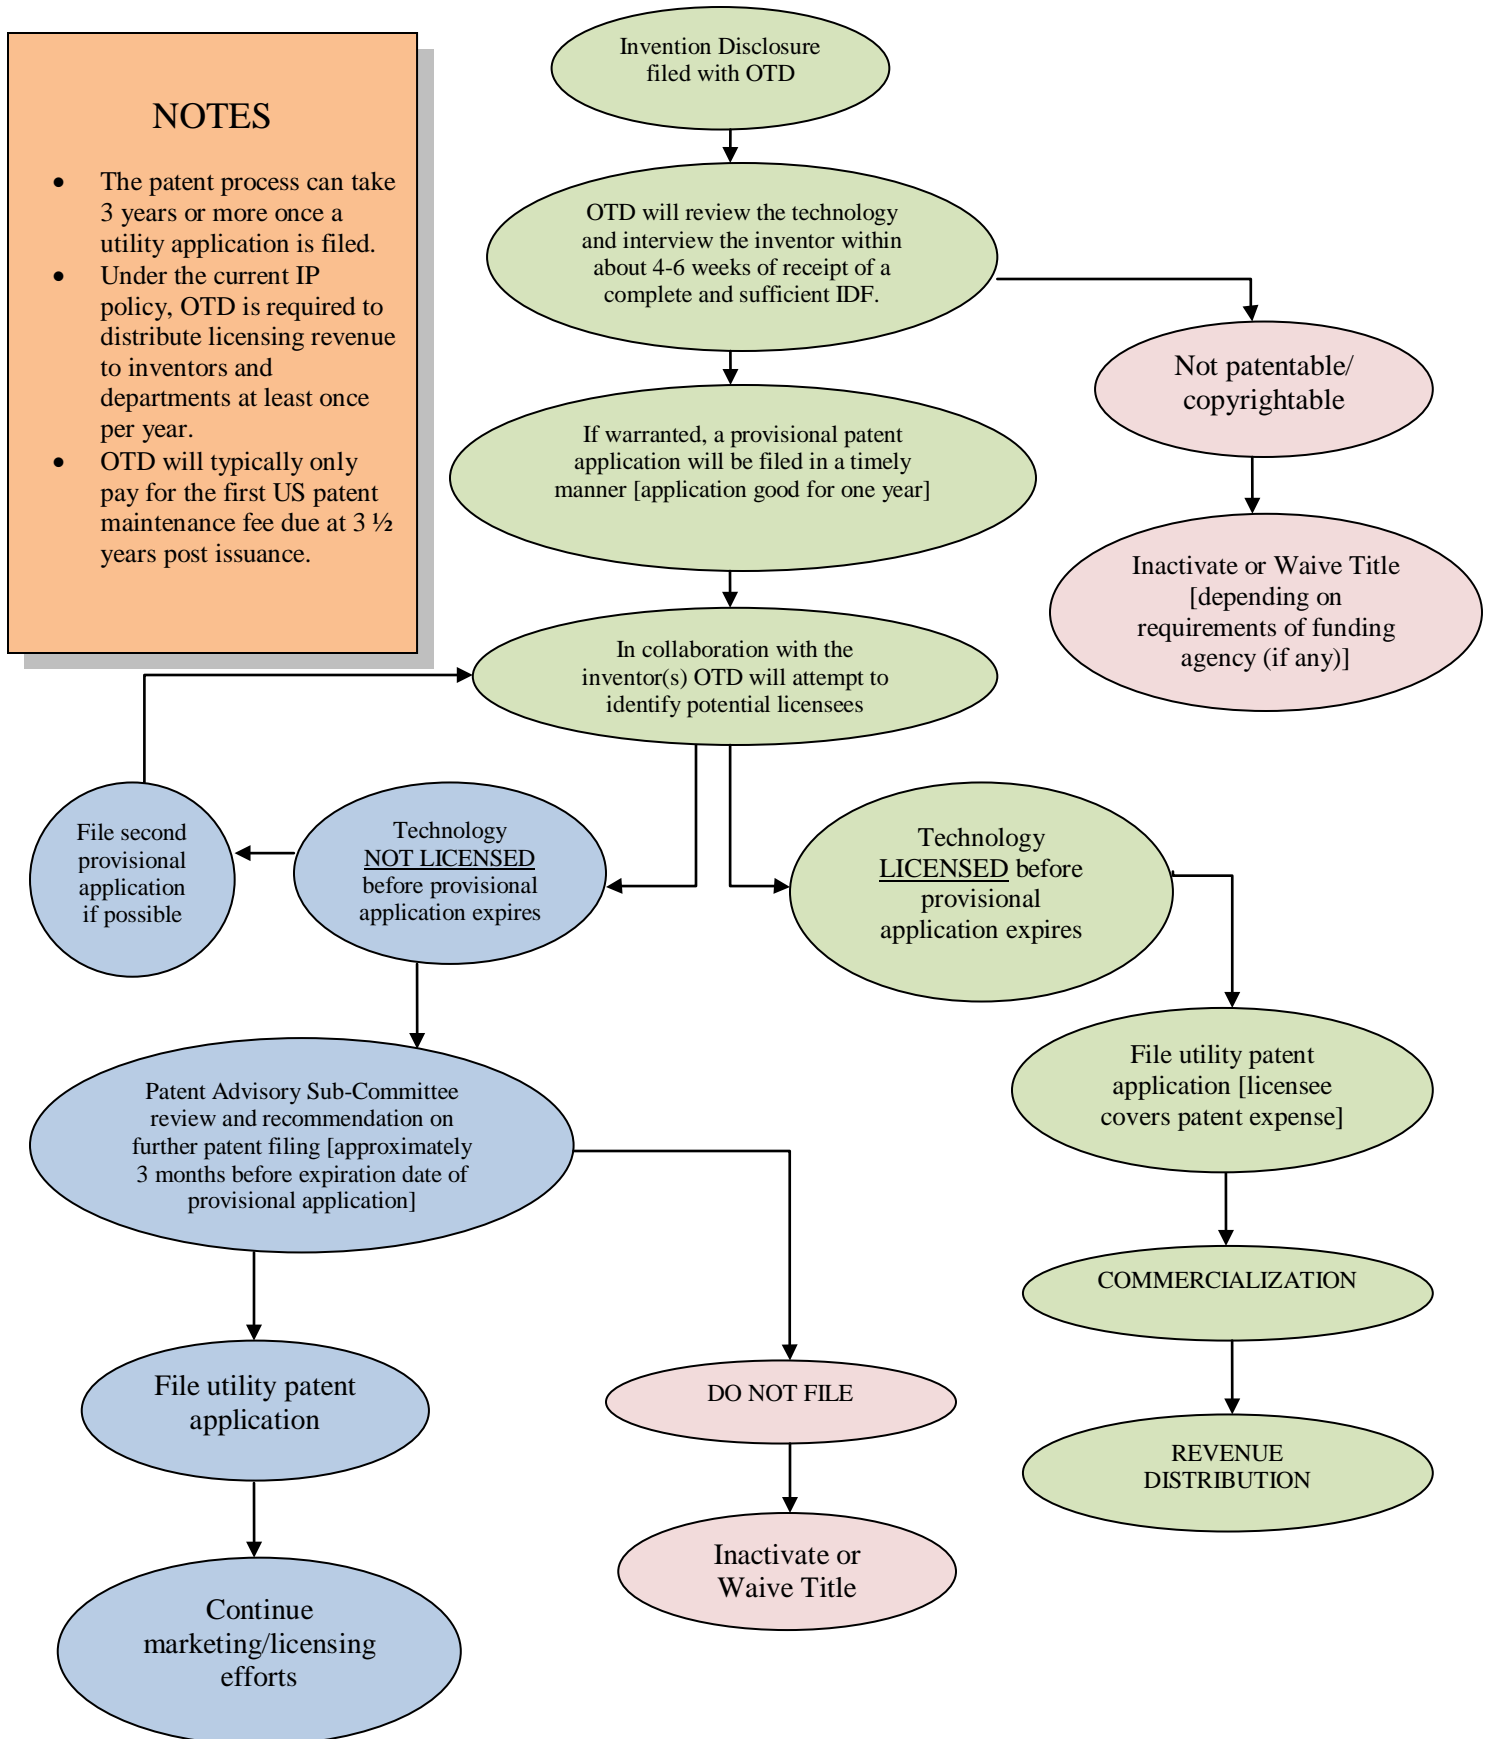 NOTES
• The patent process can take
3 years or more once a
utility application is filed.
• Under the current IP
policy, OTD is required to
distribute licensing revenue
to inventors and
departments at least once
per year.
• OTD will typically only
pay for the first US patent
maintenance fee due at 3 ½
years post issuance.
Invention Disclosure
filed with OTD
OTD will review the technology
and interview the inventor within
about 4-6 weeks of receipt of a
complete and sufficient IDF.
Not patentable/
copyrightable
Inactivate or Waive Title
[depending on
requirements of funding
agency (if any)]
If warranted, a provisional patent
application will be filed in a timely
manner [application good for one year]
In collaboration with the
inventor(s) OTD will attempt to
identify potential licensees
File second
provisional
application
if possible
Technology
NOT LICENSED
before provisional
application expires
Technology
LICENSED before
provisional
application expires
File utility patent
application [licensee
covers patent expense]
COMMERCIALIZATION
REVENUE
DISTRIBUTION
Patent Advisory Sub-Committee
review and recommendation on
further patent filing [approximately
3 months before expiration date of
provisional application]
File utility patent
application
Continue
marketing/licensing
efforts
DO NOT FILE
Inactivate or
Waive Title